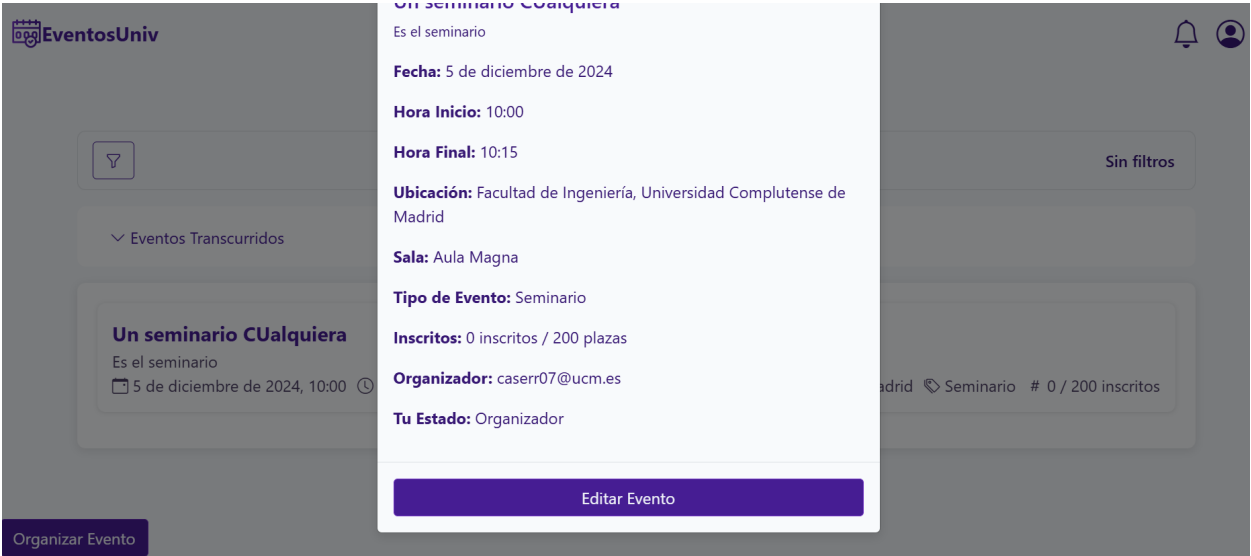 EventosUniv
Un seminario CUalquiera
Es el seminario
Fecha: 5 de diciembre de 2024
Hora Inicio: 10:00
Hora Final: 10:15
Ubicación: Facultad de Ingeniería, Universidad Complutense de
Madrid
Sala: Aula Magna
Tipo de Evento: Seminario
Inscritos: 0 inscritos / 200 plazas
Organizador: caserr07@ucm.es
Tu Estado: Organizador
Editar Evento
Sin filtros
Eventos Transcurridos
Un seminario CUalquiera
Es el seminario
5 de diciembre de 2024, 10:00
Seminario # 0 / 200 inscritos
Organizar Evento